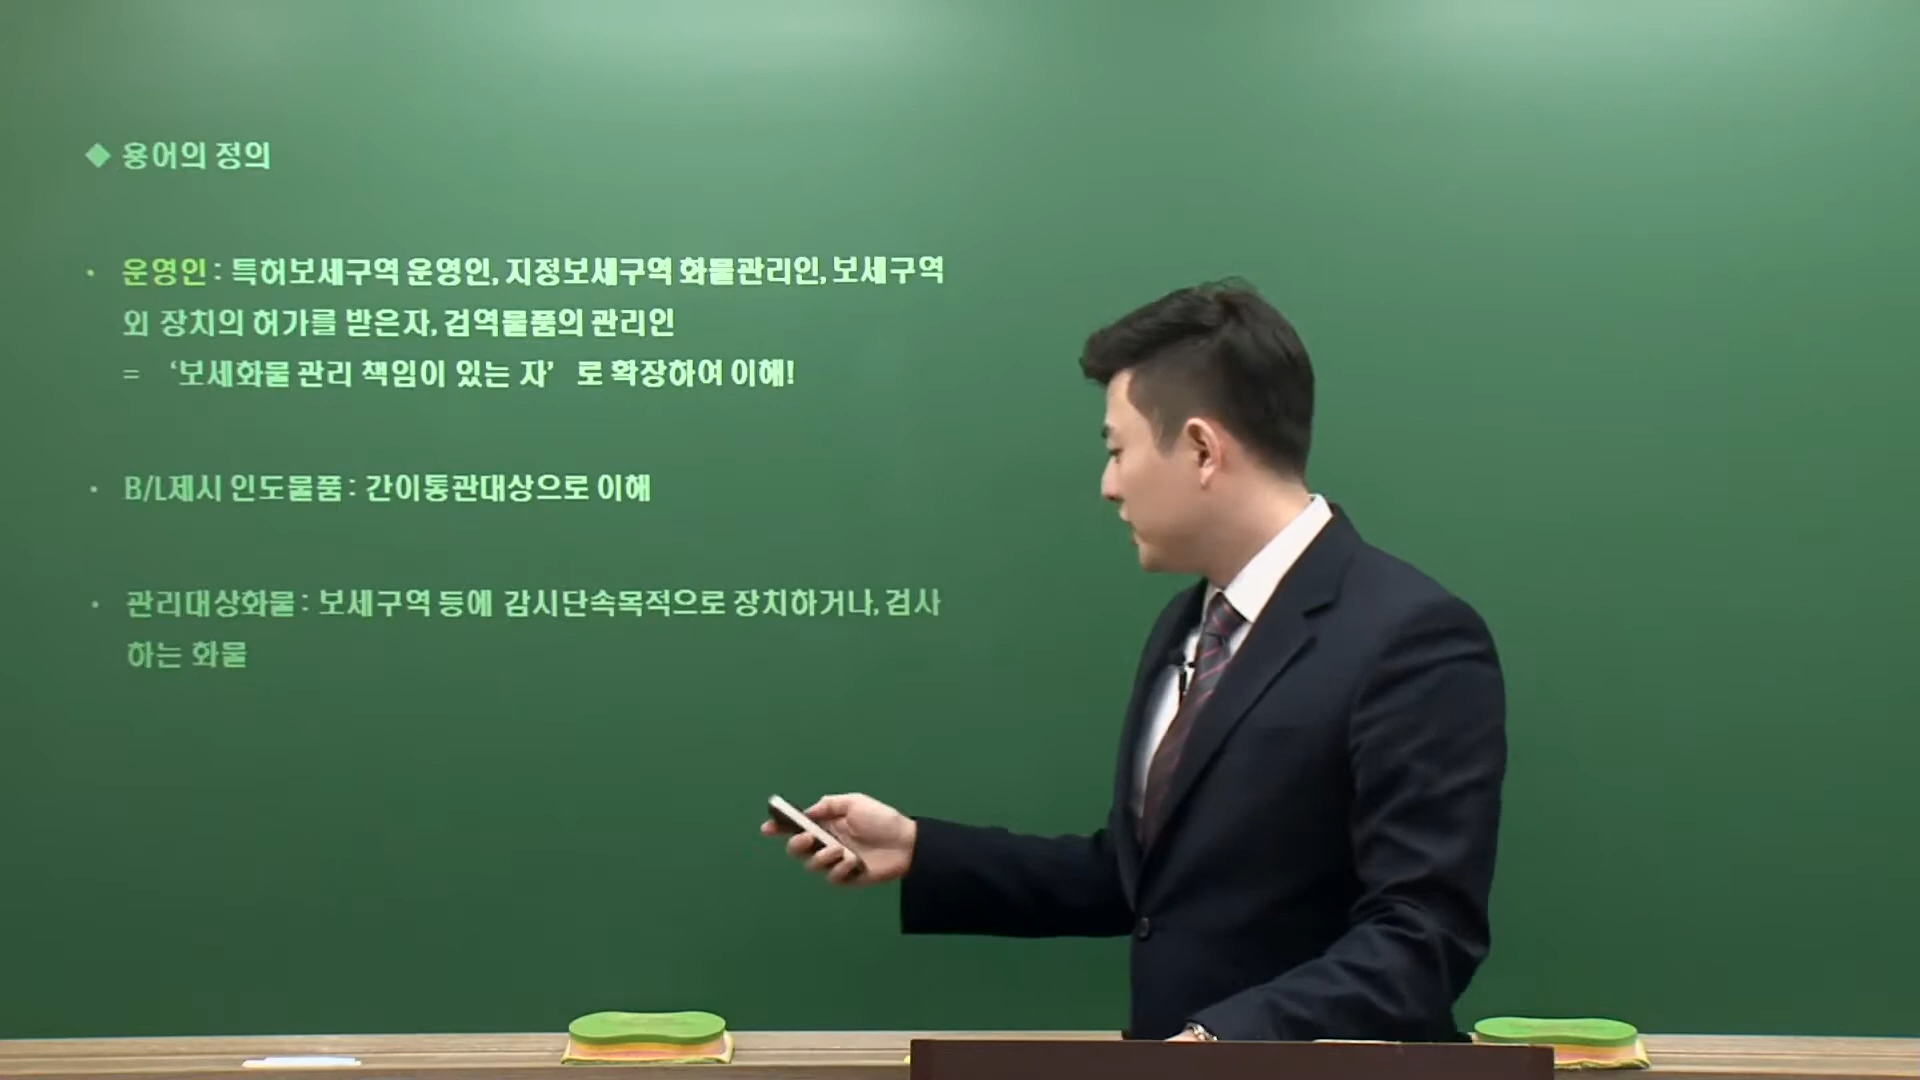 ◆ 용어의 정의
• 운영인 : 특허보세구역 운영인, 지정보세구역 화물관리인, 보세구역
외 장치의 허가를 받은자, 검역물품의 관리인
= ‘보세화물 관리 책임이 있는 자’ 로 확장하여 이해!
• B/L제시 인도물품 : 간이통관대상으로 이해
• 관리대상화물 : 보세구역 등에 감시단속목적으로 장치하거나, 검사
하는 화물